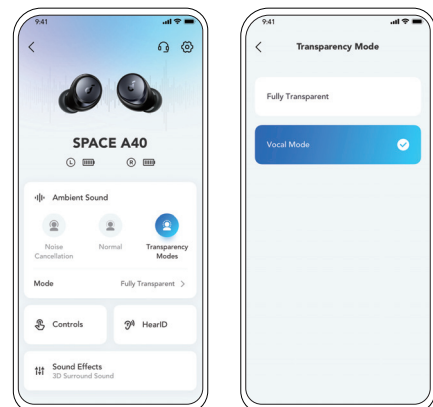 9:41
SPACE A40
L
R
Ambient Sound
Noise
Cancellation
Normal
Transparency
Modes
Mode
Fully Transparent >
Controls
HearID
Sound Effects
3D Surround Sound
9:41
Transparency Mode
Fully Transparent
Vocal Mode